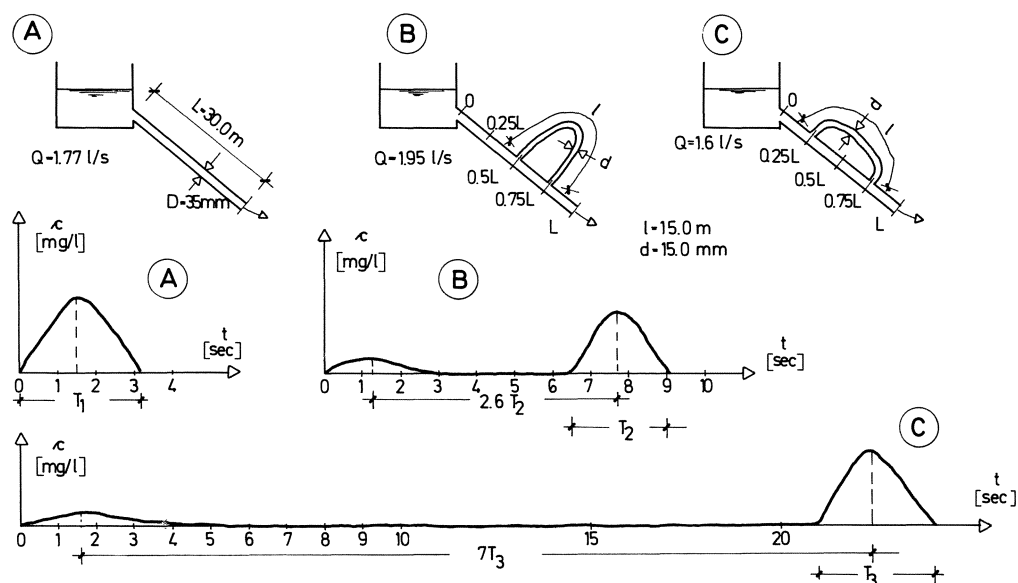 A
L=30.0 m
Q=1.77 l/s
D=35mm
B
0
0.25L
0.5L
0.75L
L
l
d
Q=1.95 l/s
C
0
0.25L
0.5L
0.75L
L
d
l
Q=1.6 l/s
l=15.0 m
d=15.0 mm
c
[mg/l]
A
t
[sec]
0 1 2 3 4
T1
c
[mg/l]
B
t
[sec]
0 1 2 3 4 5 6 7 8 9 10
2.6 T2
T2
c
[mg/l]
C
t
[sec]
0 1 2 3 4 5 6 7 8 9 10 15 20
7T3
T3